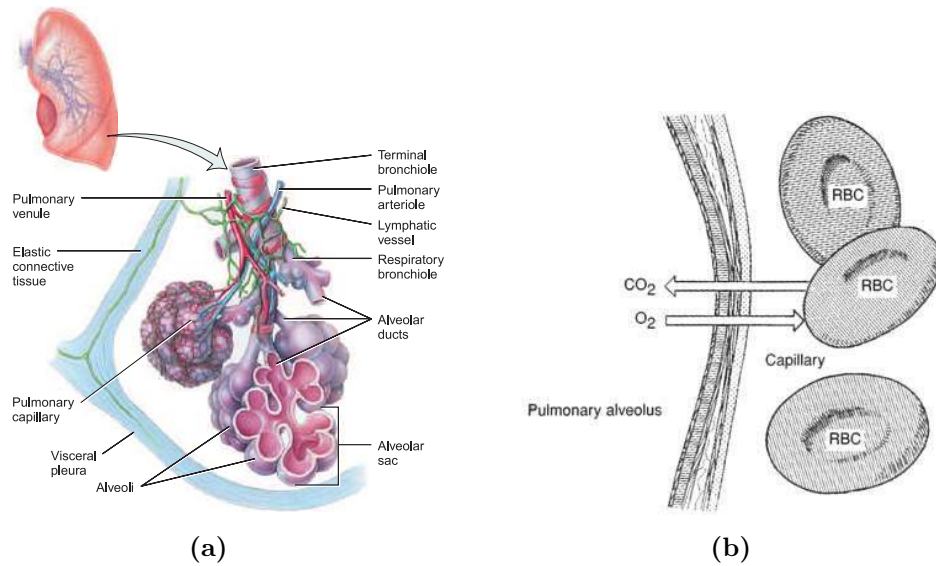 Terminal
bronchiole
Pulmonary
arteriole
Lymphatic
vessel
Respiratory
bronchiole
Alveolar
ducts
Alveolar
sac
Pulmonary
venule
Elastic
connective
tissue
Pulmonary
capillary
Visceral
pleura
Alveoli
(a)
RBC
RBC
CO2
O2
Capillary
Pulmonary alveolus
RBC
(b)